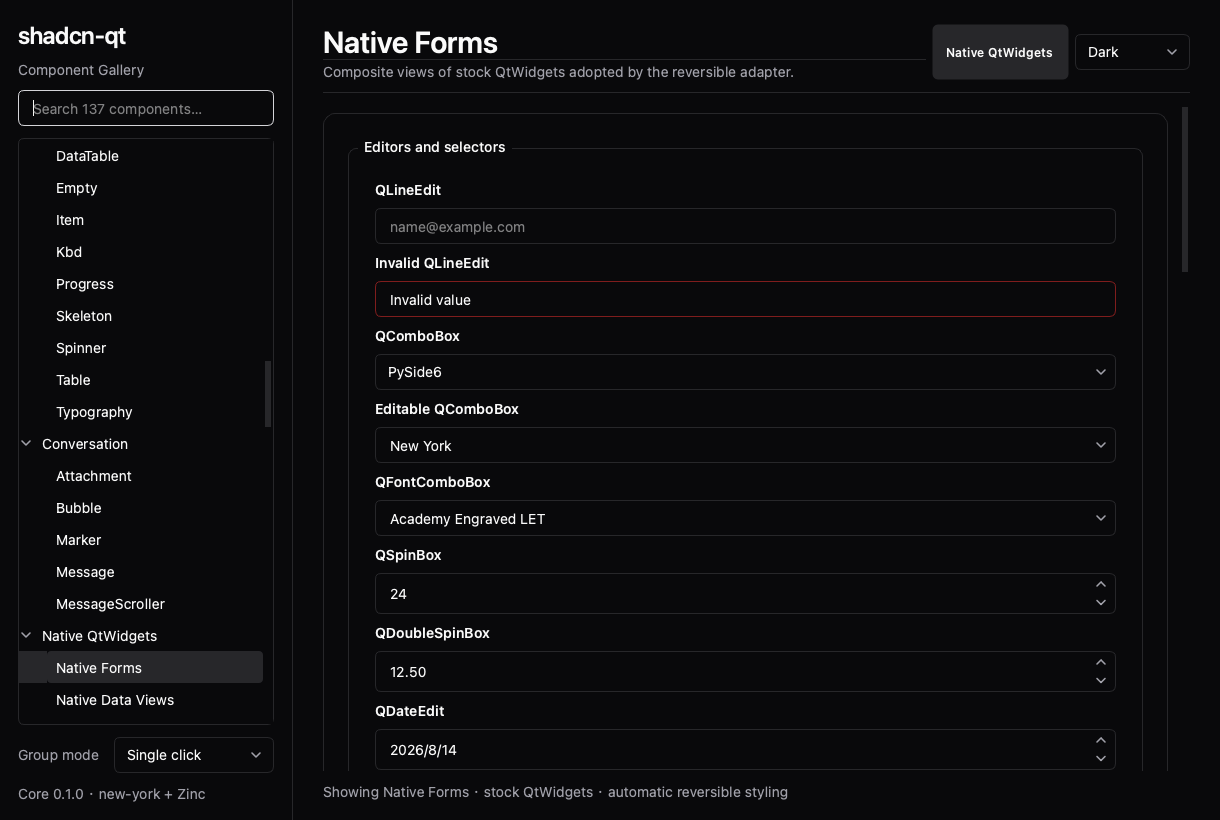 shadcn-qt
Component Gallery
Search 137 components...
DataTable
Empty
Item
Kbd
Progress
Skeleton
Spinner
Table
Typography
Conversation
Attachment
Bubble
Marker
Message
MessageScroller
Native QtWidgets
Native Forms
Native Data Views
Group mode
Single click
Core 0.1.0 · new-york + Zinc
Native Forms
Composite views of stock QtWidgets adopted by the reversible adapter.
Native QtWidgets
Dark
Editors and selectors
QLineEdit
name@example.com
Invalid QLineEdit
Invalid value
QComboBox
PySide6
Editable QComboBox
New York
QFontComboBox
Academy Engraved LET
QSpinBox
24
QDoubleSpinBox
12.50
QDateEdit
2026/8/14
Showing Native Forms · stock QtWidgets · automatic reversible styling